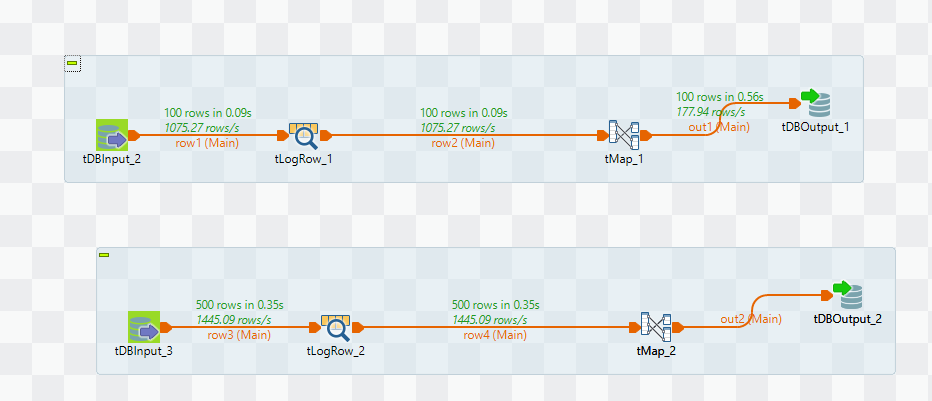 100 rows in 0.09s
1075.27 rows/s
row1 (Main)
100 rows in 0.09s
1075.27 rows/s
row2 (Main)
100 rows in 0.56s
177.94 rows/s
out1 (Main)
tDBInput_2
tLogRow_1
tMap_1
tDBOutput_1
500 rows in 0.35s
1445.09 rows/s
row3 (Main)
500 rows in 0.35s
1445.09 rows/s
row4 (Main)
out2 (Main)
tDBInput_3
tLogRow_2
tMap_2
tDBOutput_2